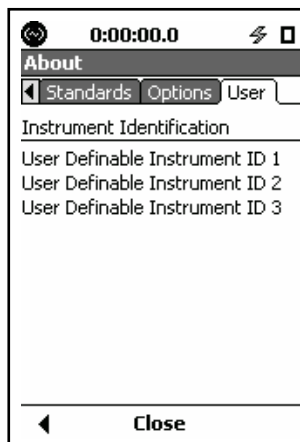 0:00:00.0
About
Standards Options User
Instrument Identification
User Definable Instrument ID 1
User Definable Instrument ID 2
User Definable Instrument ID 3
Close